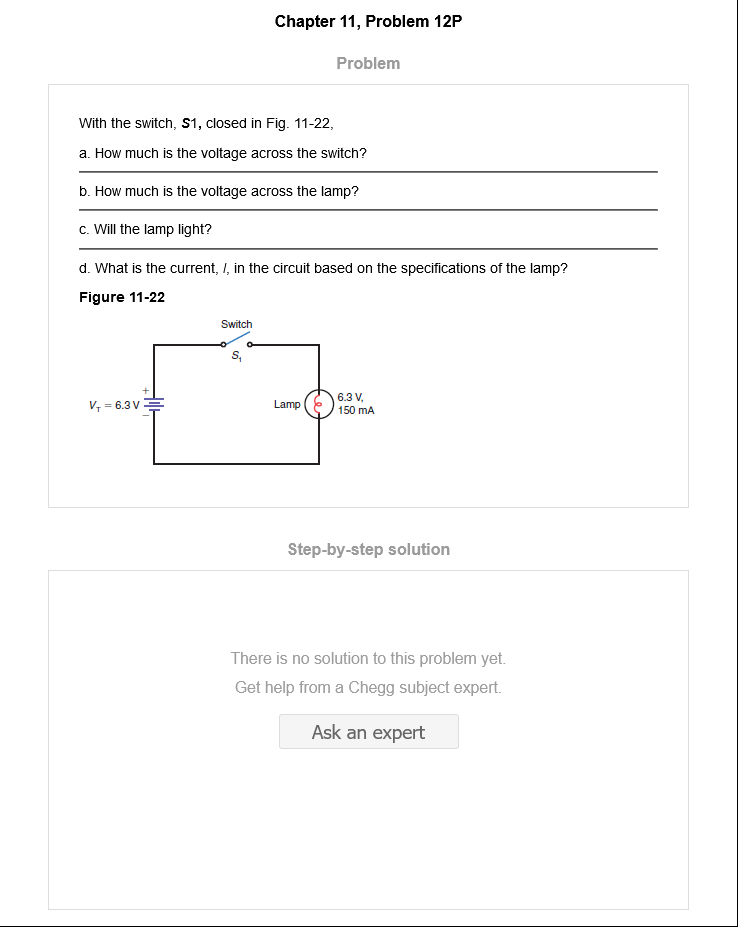 Chapter 11, Problem 12P
Problem
With the switch, S1, closed in Fig. 11-22,
a. How much is the voltage across the switch?
b. How much is the voltage across the lamp?
c. Will the lamp light?
d. What is the current, I, in the circuit based on the specifications of the lamp?
Figure 11-22
Switch
S1
+
VT = 6.3 V
−
Lamp
6.3 V,
150 mA
Step-by-step solution
There is no solution to this problem yet.
Get help from a Chegg subject expert.
Ask an expert